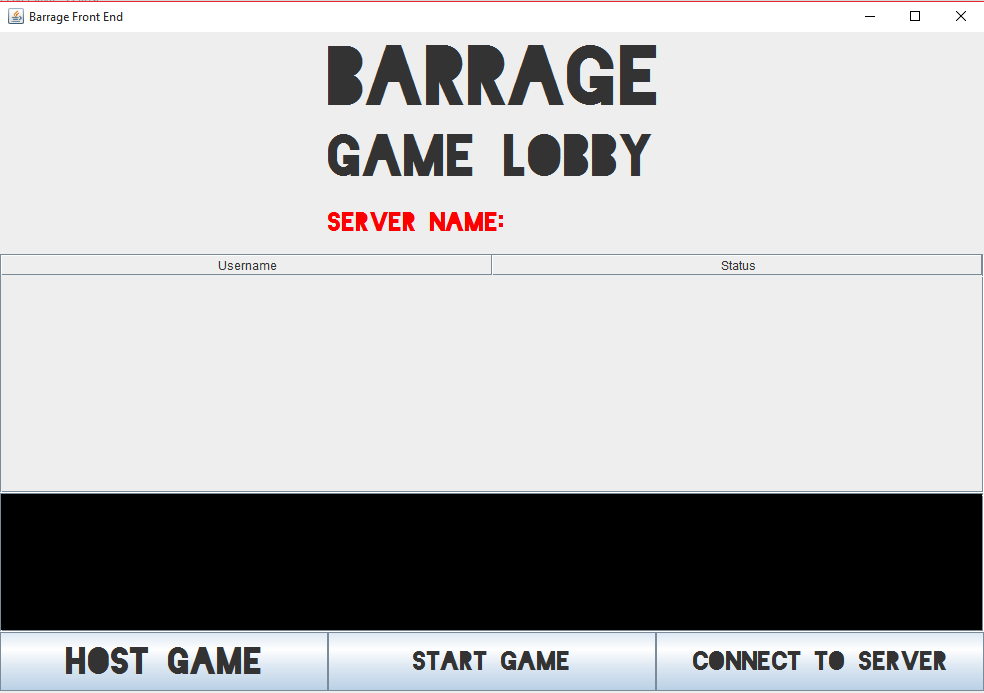 Barrage Front End
BARRAGE
GAME LOBBY
SERVER NAME:
Username Status
HOST GAME START GAME CONNECT TO SERVER